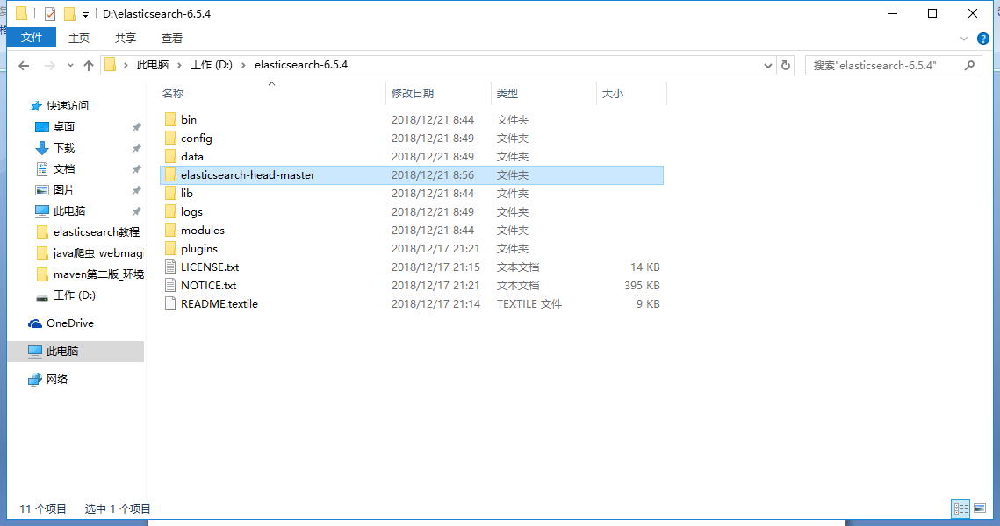 D:\elasticsearch-6.5.4
文件 主页 共享 查看
此电脑 工作 (D:) elasticsearch-6.5.4 搜索"elasticsearch-6.5.4"
名称 修改日期 类型 大小
快速访问
桌面
下载
文档
图片
此电脑
elasticsearch教程
java爬虫_webmagi
maven第二版_环境
工作 (D:)
OneDrive
此电脑
网络
bin 2018/12/21 8:44 文件夹
config 2018/12/21 8:49 文件夹
data 2018/12/21 8:49 文件夹
elasticsearch-head-master 2018/12/21 8:56 文件夹
lib 2018/12/21 8:44 文件夹
logs 2018/12/21 8:49 文件夹
modules 2018/12/21 8:44 文件夹
plugins 2018/12/17 21:21 文件夹
LICENSE.txt 2018/12/17 21:15 文本文档 14 KB
NOTICE.txt 2018/12/17 21:21 文本文档 395 KB
README.textile 2018/12/17 21:14 TEXTILE 文件 9 KB
11 个项目 选中 1 个项目